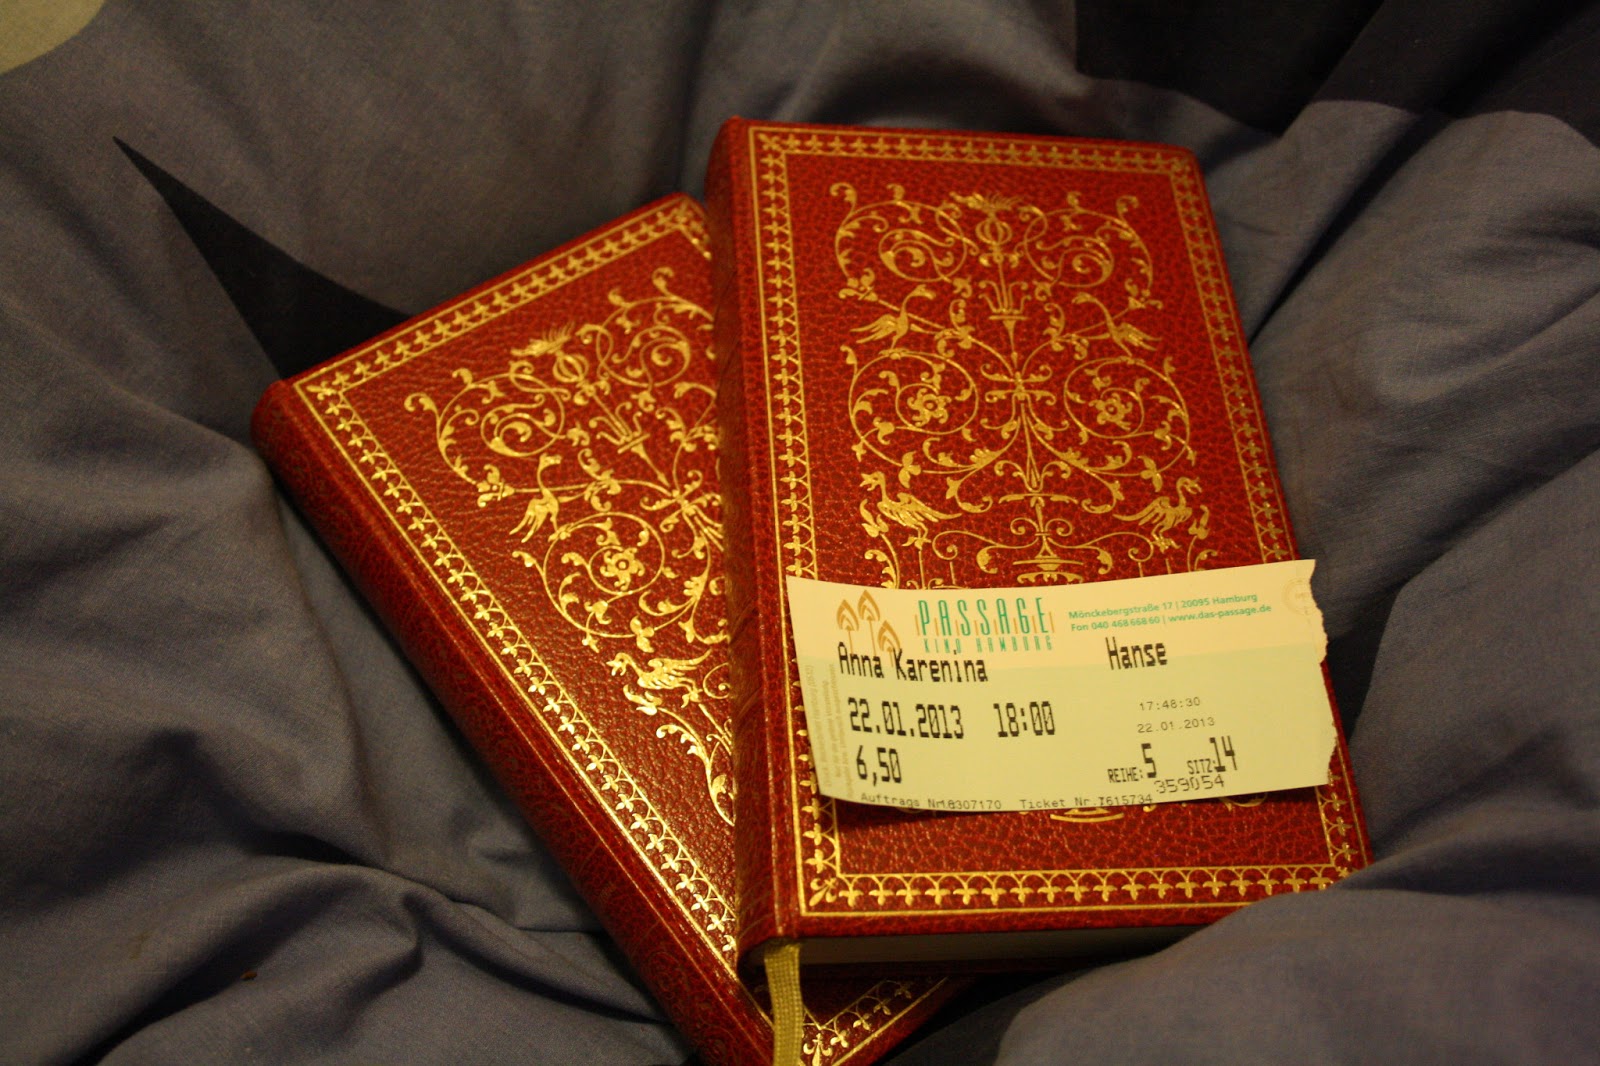 PASSAGE
KINO HAMBURG
Mönckebergstraße 17 | 20095 Hamburg
Fon 040 468 668 60 | www.das-passage.de
Anna Karenina
Hanse
22.01.2013 18:00
17:48:30
22.01.2013
6,50
REIHE: 5 SITZ: 14
359054
Auftrags Nr.
Ticket Nr.